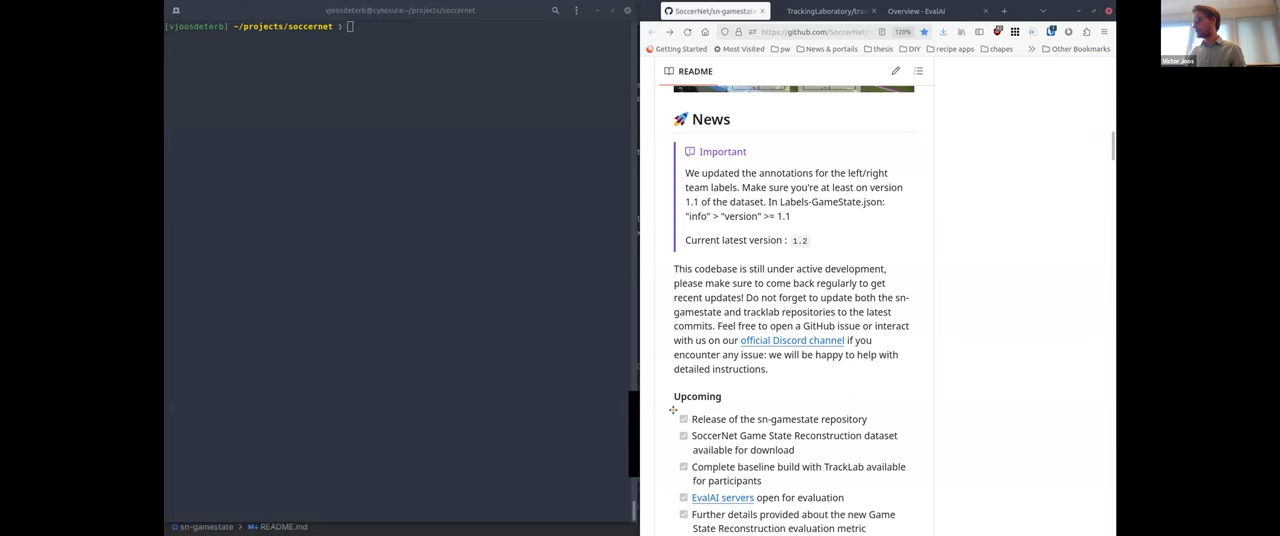 vjoosdeterb@cynosura:~/projects/soccernet
[vjoosdeterb] ~/projects/soccernet ❯
sn-gamestate > README.md
SoccerNet/sn-gamestate
TrackingLaboratory/tra
Overview - EvalAI
https://github.com/SoccerNet/
120%
Getting Started
Most Visited
pw
News & portails
thesis
DIY
recipe apps
chapes
Other Bookmarks
README
🚀 News
Important
We updated the annotations for the left/right
team labels. Make sure you're at least on version
1.1 of the dataset. In Labels-GameState.json:
"info" > "version" >= 1.1
Current latest version : 1.2
This codebase is still under active development,
please make sure to come back regularly to get
recent updates! Do not forget to update both the sn-
gamestate and tracklab repositories to the latest
commits. Feel free to open a GitHub issue or interact
with us on our official Discord channel if you
encounter any issue: we will be happy to help with
detailed instructions.
Upcoming
Release of the sn-gamestate repository
SoccerNet Game State Reconstruction dataset
available for download
Complete baseline build with TrackLab available
for participants
EvalAI servers open for evaluation
Further details provided about the new Game
State Reconstruction evaluation metric
Victor Joos